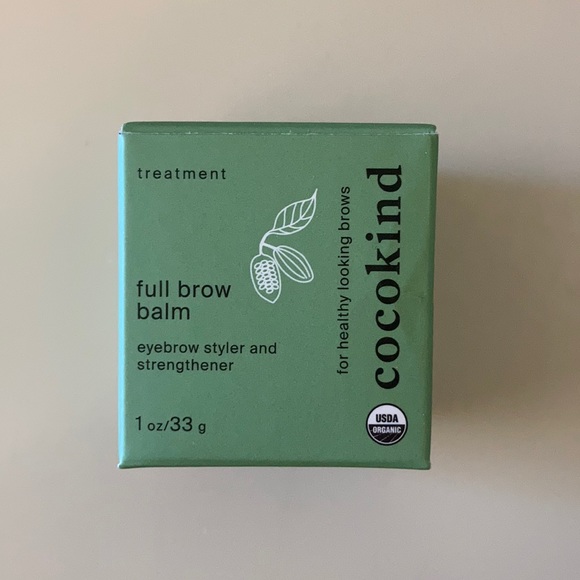 treatment
full brow
balm
eyebrow styler and
strengthener
1 oz/33 g
for healthy looking brows
cocokind
USDA
ORGANIC